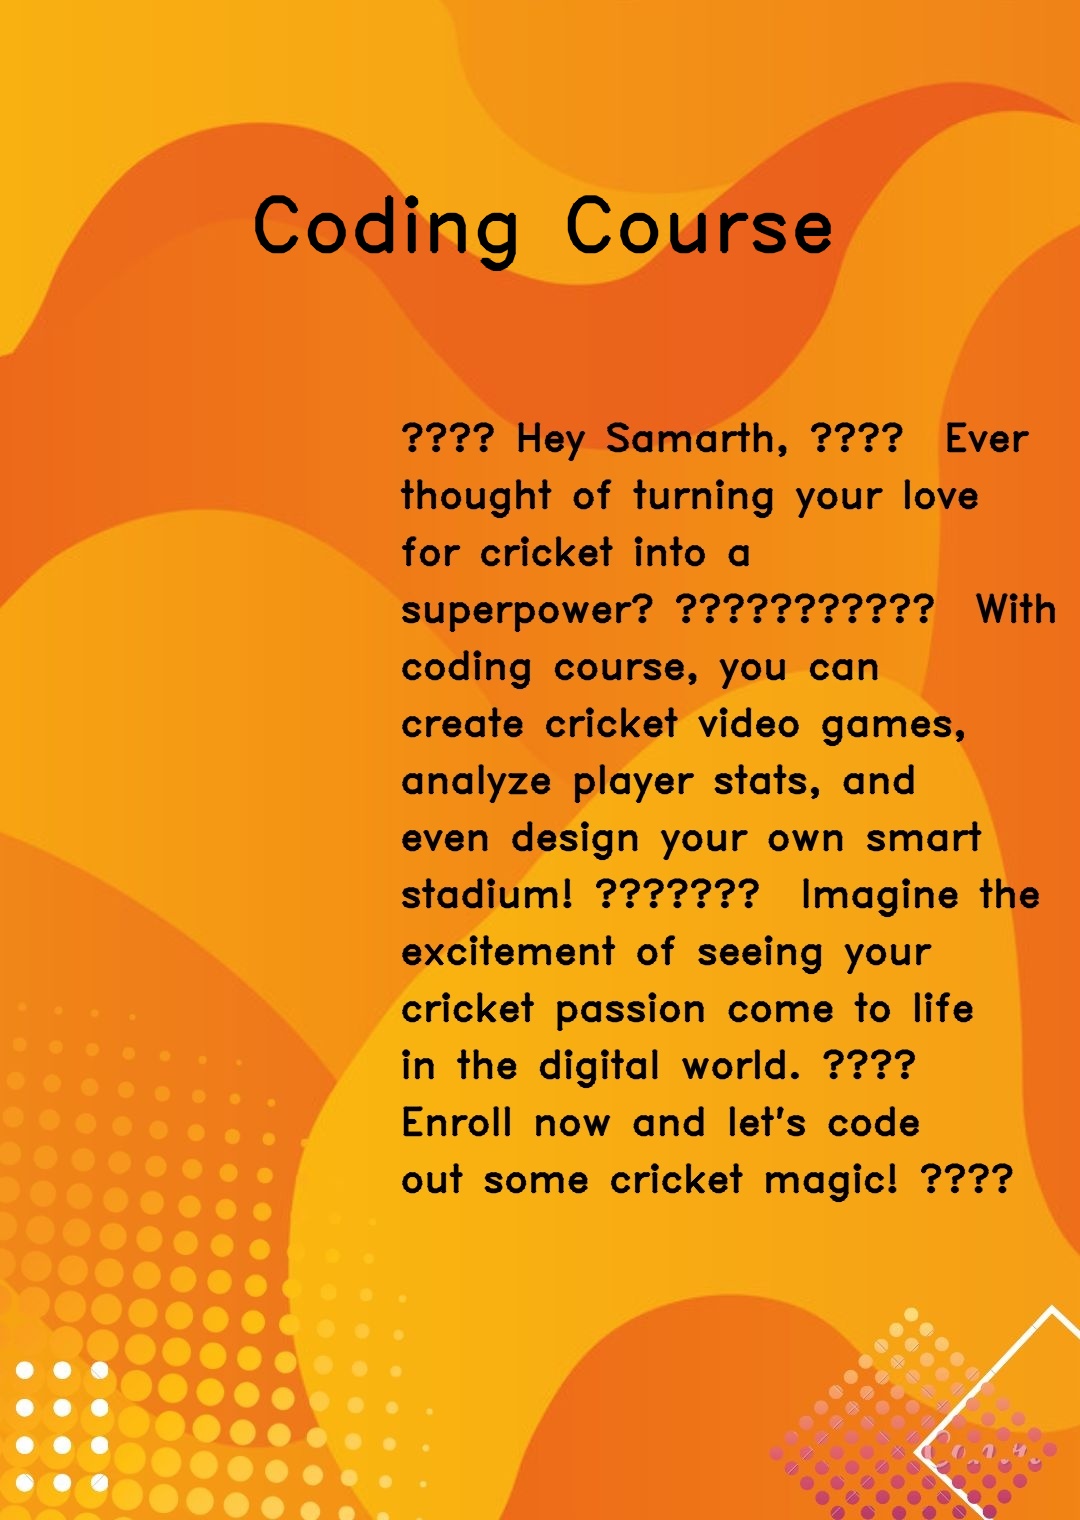 Coding Course
???? Hey Samarth, ???? Ever
thought of turning your love
for cricket into a
superpower? ??????????? With
coding course, you can
create cricket video games,
analyze player stats, and
even design your own smart
stadium! ??????? Imagine the
excitement of seeing your
cricket passion come to life
in the digital world. ????
Enroll now and let's code
out some cricket magic! ????